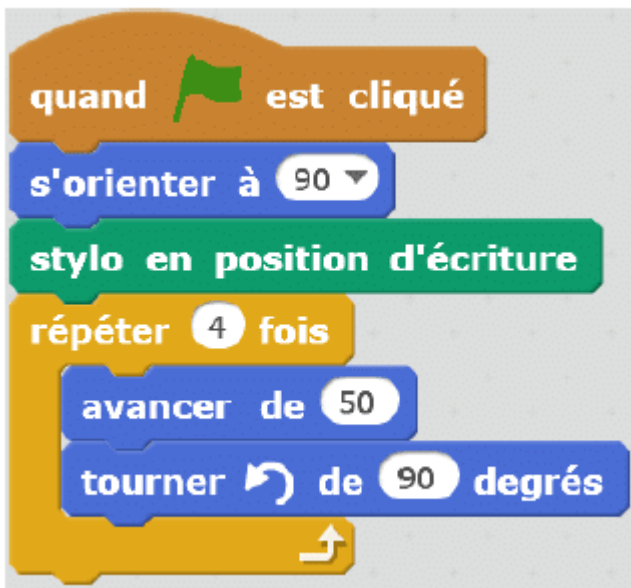 quand est cliqué
s'orienter à 90
stylo en position d'écriture
répéter 4 fois
avancer de 50
tourner de 90 degrés